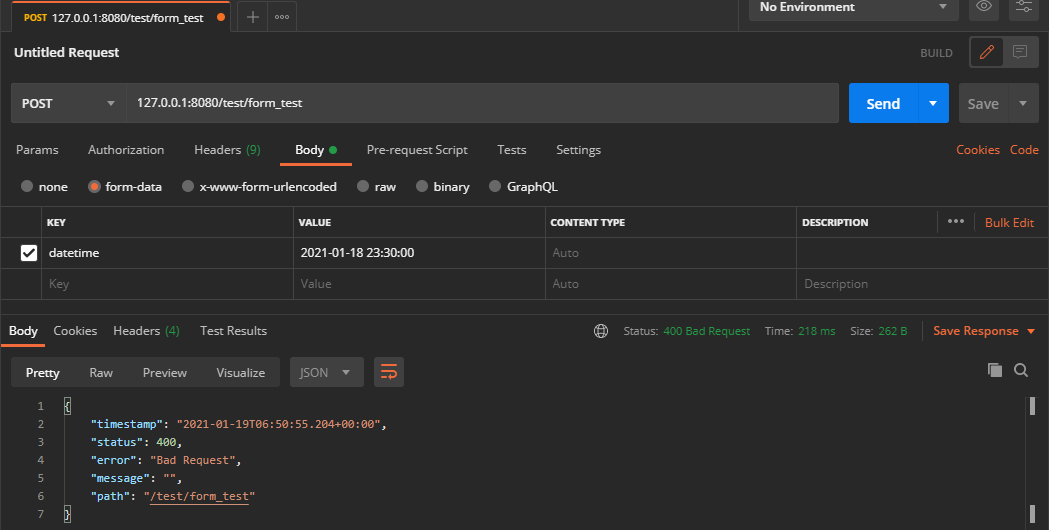 POST 127.0.0.1:8080/test/form_test
No Environment
Untitled Request
BUILD
POST 127.0.0.1:8080/test/form_test Send Save
Params Authorization Headers (9) Body Pre-request Script Tests Settings Cookies Code
none form-data x-www-form-urlencoded raw binary GraphQL
KEY VALUE CONTENT TYPE DESCRIPTION ••• Bulk Edit
datetime 2021-01-18 23:30:00 Auto
Key Value Auto Description
Body Cookies Headers (4) Test Results Status: 400 Bad Request Time: 218 ms Size: 262 B Save Response
Pretty Raw Preview Visualize JSON
1 {
2 "timestamp": "2021-01-19T06:50:55.204+00:00",
3 "status": 400,
4 "error": "Bad Request",
5 "message": "",
6 "path": "/test/form_test"
7 }